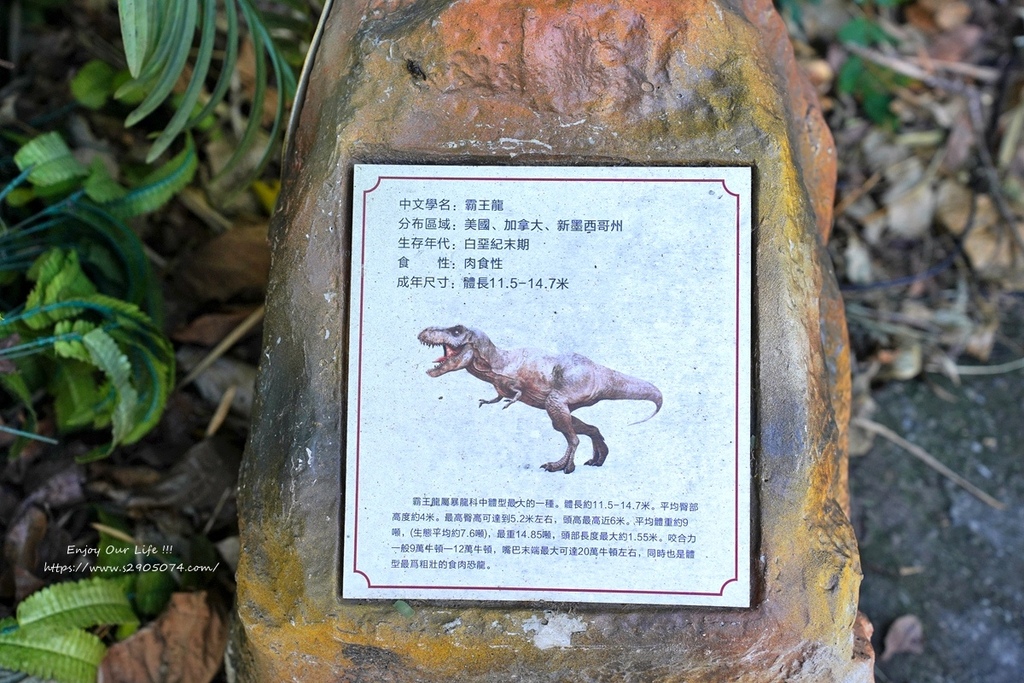 中文學名：霸王龍
分布區域：美國、加拿大、新墨西哥州
生存年代：白堊紀末期
食　　性：肉食性
成年尺寸：體長11.5-14.7米
霸王龍屬暴龍科中體型最大的一種。體長約11.5-14.7米。平均臀部
高度約4米。最高臀高可達到5.2米左右，頭高最高近6米。平均體重約9
噸，(生態平均約7.6噸)，最重14.85噸，頭部長度最大約1.55米。咬合力
一般9萬牛頓—12萬牛頓，嘴巴末端最大可達20萬牛頓左右，同時也是體
型最爲粗壯的食肉恐龍。
Enjoy Our Life !!!
https://www.s2905074.com/